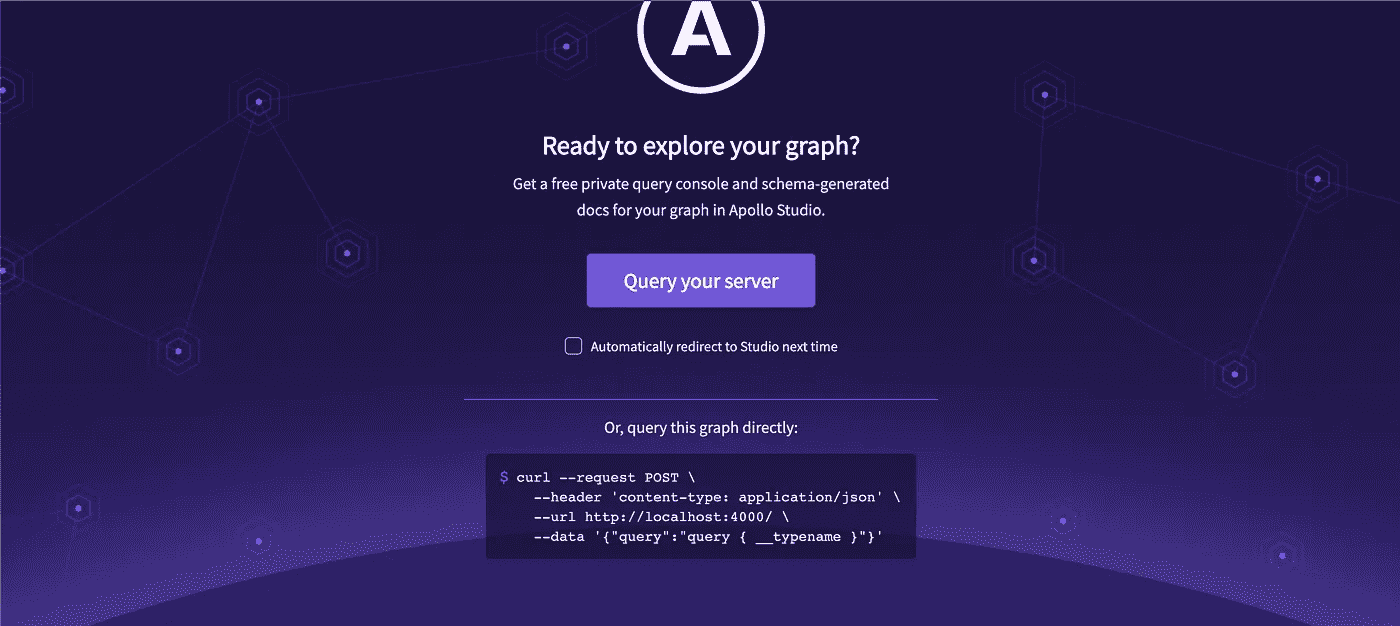 A
Ready to explore your graph?
Get a free private query console and schema-generated
docs for your graph in Apollo Studio.
Query your server
Automatically redirect to Studio next time
Or, query this graph directly:
$ curl --request POST \
--header 'content-type: application/json' \
--url http://localhost:4000/ \
--data '{"query":"query { __typename }"}'